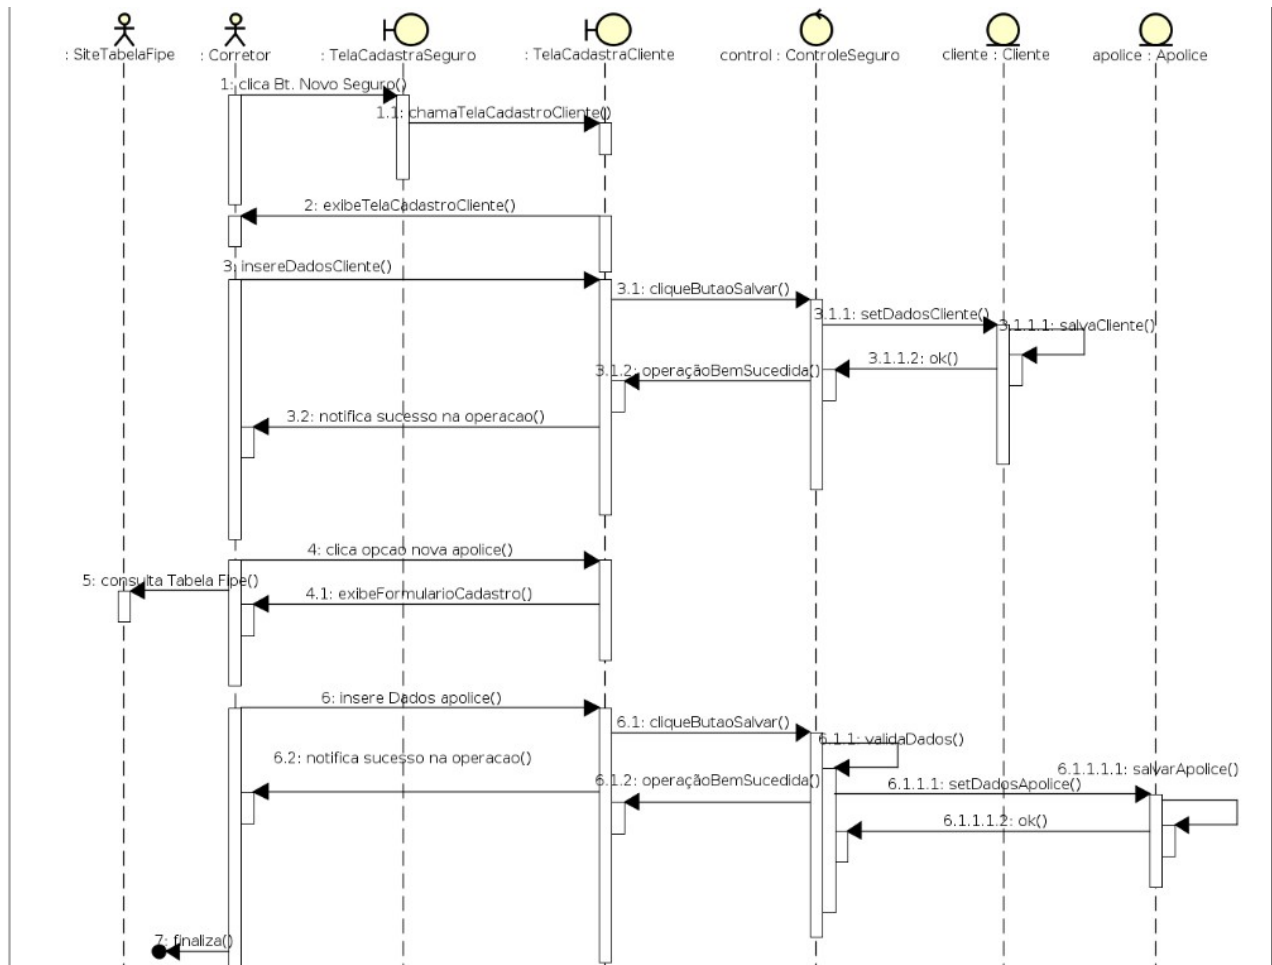 : SiteTabelaFipe
: Corretor
: TelaCadastraSeguro
: TelaCadastraCliente
control : ControleSeguro
cliente : Cliente
apolice : Apolice
1: clica Bt. Novo Seguro()
1.1: chamaTelaCadastroCliente()
2: exibeTelaCadastroCliente()
3: insereDadosCliente()
3.1: cliqueButaoSalvar()
3.1.1: setDadosCliente()
3.1.1.1: salvaCliente()
3.1.1.2: ok()
3.1.2: operaçãoBemSucedida()
3.2: notifica sucesso na operacao()
4: clica opcao nova apolice()
5: consulta Tabela Fipe()
4.1: exibeFormularioCadastro()
6: insere Dados apolice()
6.1: cliqueButaoSalvar()
6.1.1: validaDados()
6.2: notifica sucesso na operacao()
6.1.1.1.1: salvarApolice()
6.1.2: operaçãoBemSucedida()
6.1.1.1: setDadosApolice()
6.1.1.1.2: ok()
7: finaliza()